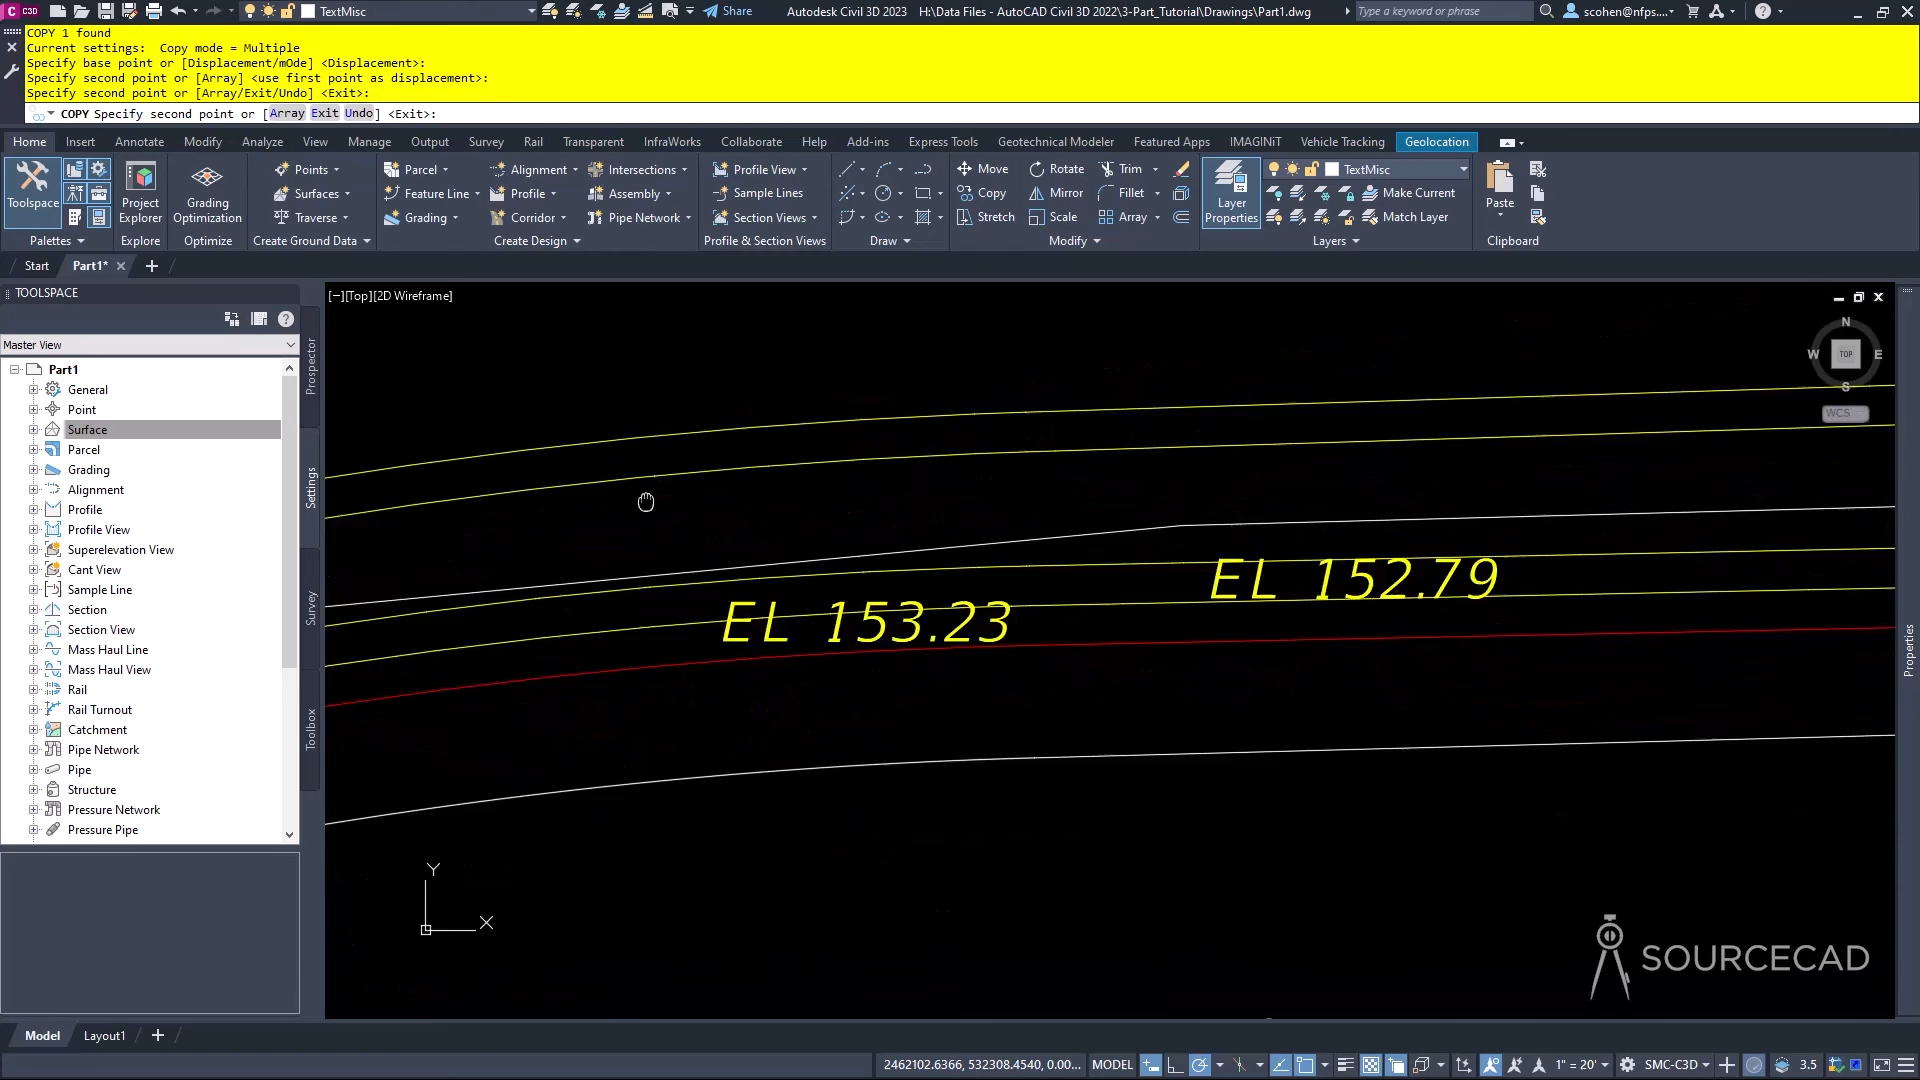 C3D TextMisc Share Autodesk Civil 3D 2023 H:\Data Files - AutoCAD Civil 3D 2022\3-Part_Tutorial\Drawings\Part1.dwg Type a keyword or phrase scohen@nfps....
COPY 1 found
Current settings:  Copy mode = Multiple
Specify base point or [Displacement/mOde] <Displacement>:
Specify second point or [Array] <use first point as displacement>:
Specify second point or [Array/Exit/Undo] <Exit>:
COPY Specify second point or [Array Exit Undo] <Exit>:
Home Insert Annotate Modify Analyze View Manage Output Survey Rail Transparent InfraWorks Collaborate Help Add-ins Express Tools Geotechnical Modeler Featured Apps IMAGINiT Vehicle Tracking Geolocation
Points Parcel Alignment Intersections Profile View Move Rotate Trim TextMisc
Toolspace Project Explorer Grading Optimization Surfaces Feature Line Profile Assembly Sample Lines Copy Mirror Fillet Layer Properties Make Current Paste
Traverse Grading Corridor Pipe Network Section Views Stretch Scale Array Match Layer
Palettes Explore Optimize Create Ground Data Create Design Profile & Section Views Draw Modify Layers Clipboard
Start Part1*
TOOLSPACE
[−][Top][2D Wireframe]
Master View
Part1
General
Point
Surface
Parcel
Grading
Alignment
Profile
Profile View
Superelevation View
Cant View
Sample Line
Section
Section View
Mass Haul Line
Mass Haul View
Rail
Rail Turnout
Catchment
Pipe Network
Pipe
Structure
Pressure Network
Pressure Pipe
Prospector
Settings
Survey
Toolbox
N
W TOP E
S
WCS
EL 152.79
EL 153.23
Properties
Y
X
SOURCECAD
Model Layout1
2462102.6366, 532308.4540, 0.00... MODEL 1" = 20' SMC-C3D 3.5